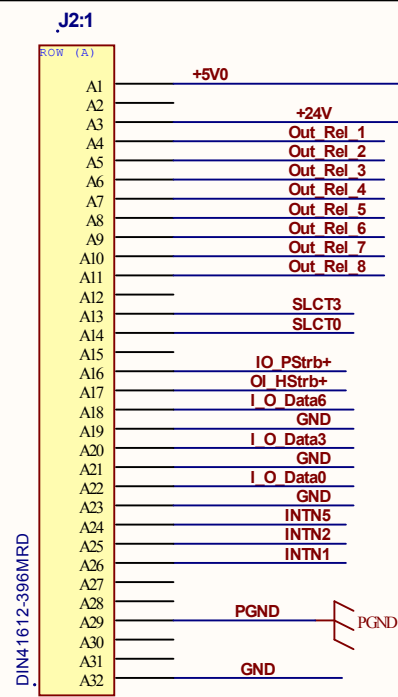 J2:1
ROW (A)
A1 +5V0
A2
A3 +24V
A4 Out_Rel_1
A5 Out_Rel_2
A6 Out_Rel_3
A7 Out_Rel_4
A8 Out_Rel_5
A9 Out_Rel_6
A10 Out_Rel_7
A11 Out_Rel_8
A12
A13 SLCT3
A14 SLCT0
A15
A16 IO_PStrb+
A17 OI_HStrb+
A18 I_O_Data6
A19 GND
A20 I_O_Data3
A21 GND
A22 I_O_Data0
A23 GND
A24 INTN5
A25 INTN2
A26 INTN1
A27
A28
A29 PGND PGND
A30
A31
A32 GND
DIN41612-396MRD